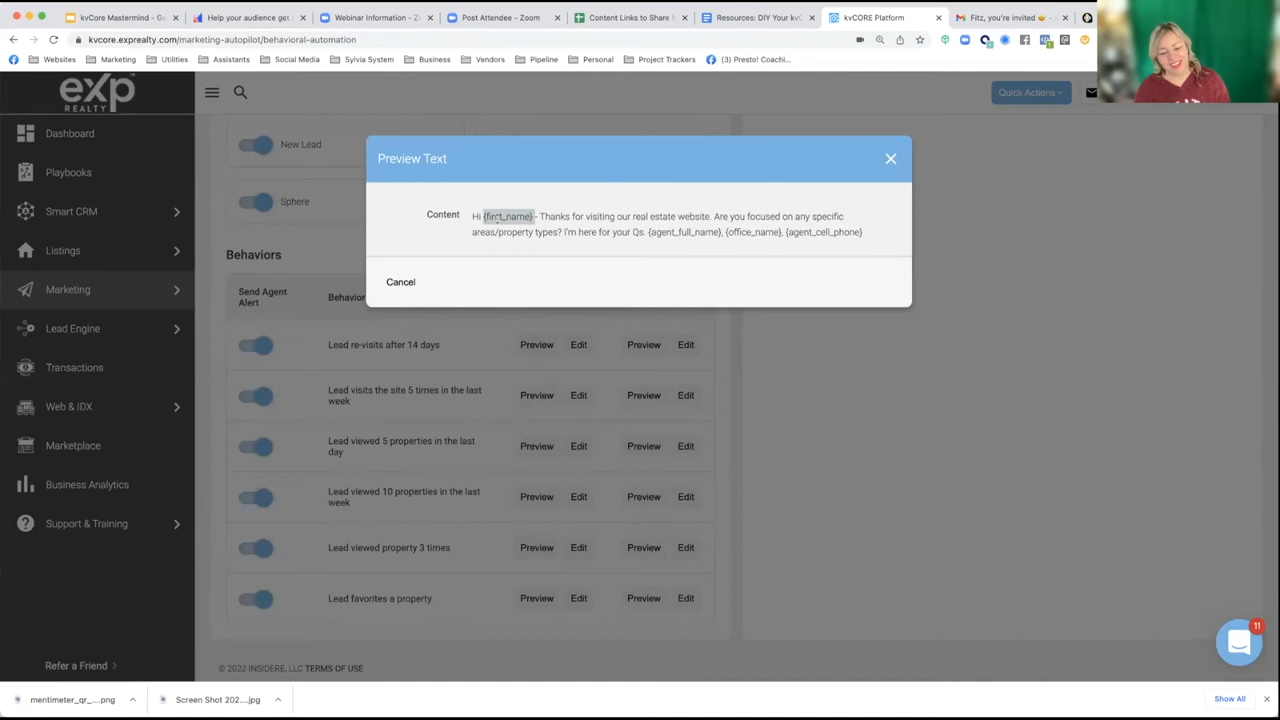 kvCore Mastermind - Go
Help your audience get
Webinar Information - Zo
Post Attendee - Zoom
Content Links to Share
Resources: DIY Your kvC
kvCORE Platform
Fitz, you're invited
kvcore.exprealty.com/marketing-autopilot/behavioral-automation
Websites
Marketing
Utilities
Assistants
Social Media
Sylvia System
Business
Vendors
Pipeline
Personal
Project Trackers
(3) Presto! Coachi...
exp
REALTY
Quick Actions
Dashboard
Playbooks
Smart CRM
Listings
Marketing
Lead Engine
Transactions
Web & IDX
Marketplace
Business Analytics
Support & Training
Refer a Friend
New Lead
Sphere
Preview Text
Content
Hi {first_name} - Thanks for visiting our real estate website. Are you focused on any specific
areas/property types? I'm here for your Qs. {agent_full_name}, {office_name}, {agent_cell_phone}
Cancel
Behaviors
Send Agent
Alert
Behavior
Lead re-visits after 14 days
Preview
Edit
Preview
Edit
Lead visits the site 5 times in the last
week
Preview
Edit
Preview
Edit
Lead viewed 5 properties in the last
day
Preview
Edit
Preview
Edit
Lead viewed 10 properties in the last
week
Preview
Edit
Preview
Edit
Lead viewed property 3 times
Preview
Edit
Preview
Edit
Lead favorites a property
Preview
Edit
Preview
Edit
© 2022 INSIDERE, LLC TERMS OF USE
11
mentimeter_qr_....png
Screen Shot 202....jpg
Show All